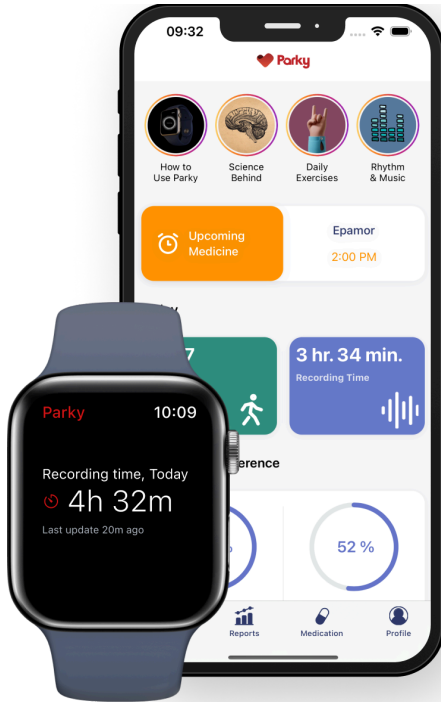 09:32
Parky
How to
Use Parky
Science
Behind
Daily
Exercises
Rhythm
& Music
Upcoming
Medicine
Epamor
2:00 PM
7
3 hr. 34 min.
Recording Time
52 %
Reports
Medication
Profile
Parky
10:09
Recording time, Today
4h 32m
Last update 20m ago